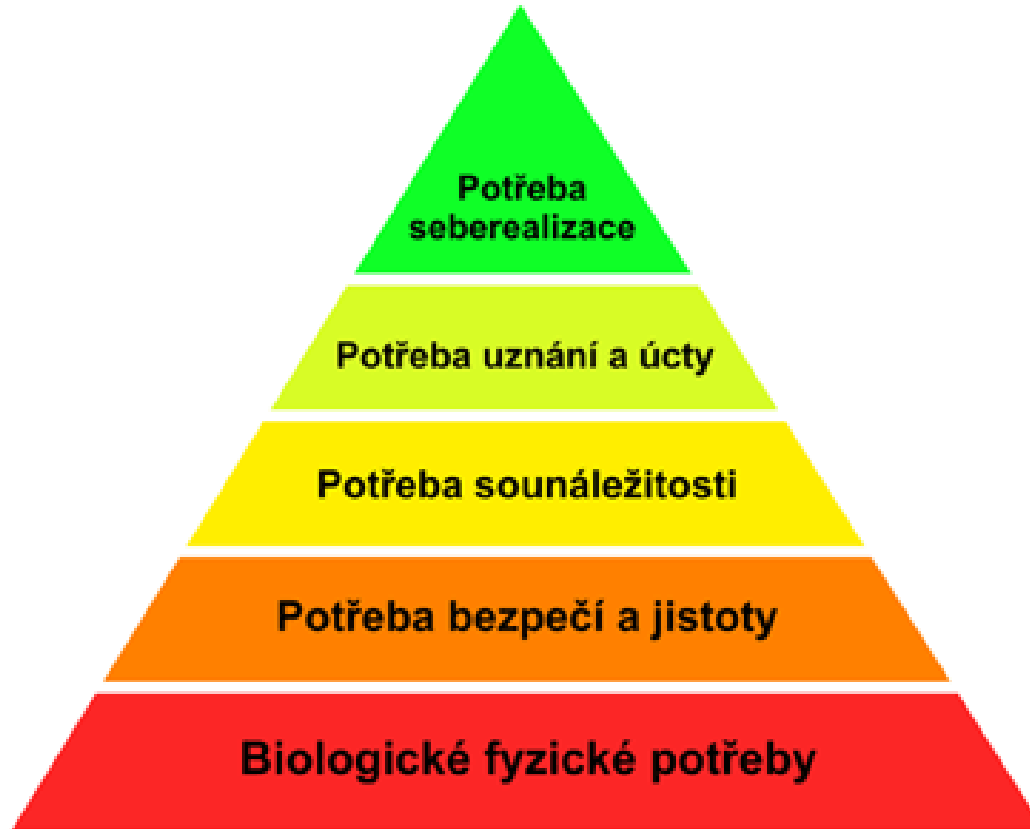 Potřeba
seberealizace
Potřeba uznání a úcty
Potřeba sounáležitosti
Potřeba bezpečí a jistoty
Biologické fyzické potřeby